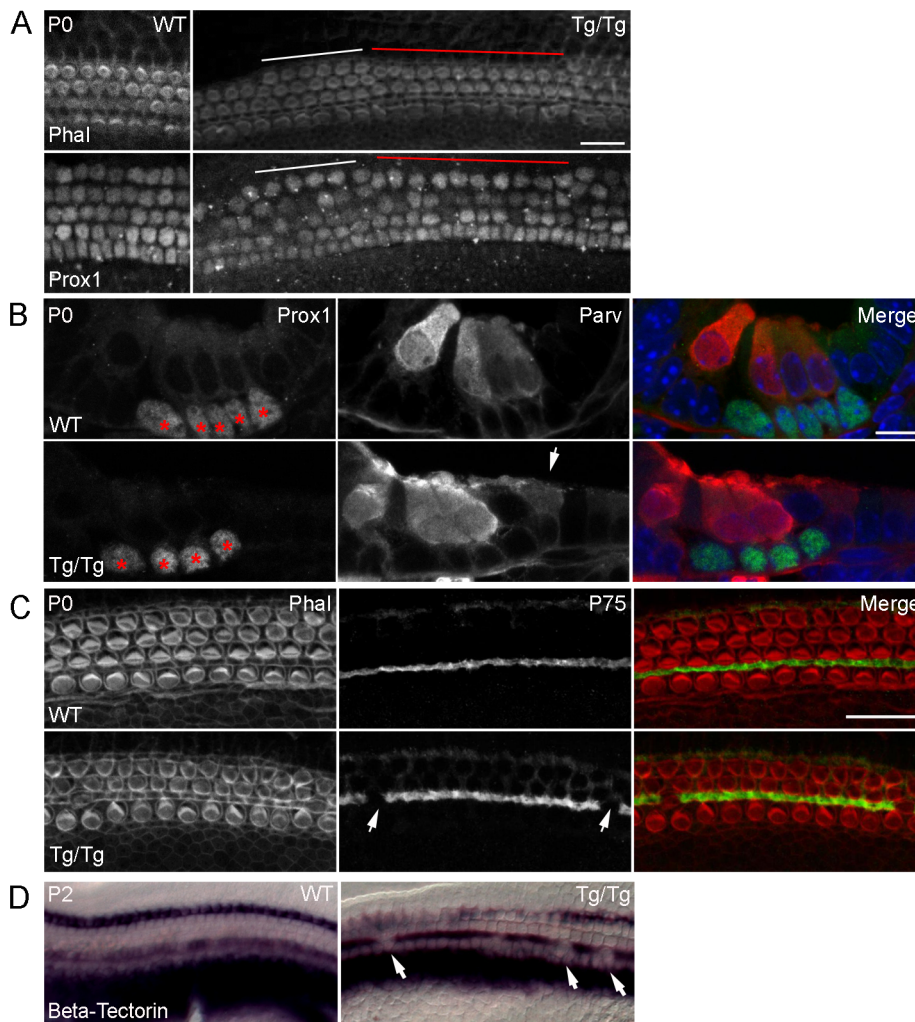 A
P0 WT
Tg/Tg
Phal
Prox1
B
P0 Prox1
Parv
Merge
WT
* * * * *
Tg/Tg
* * * *
C
P0 Phal
P75
Merge
WT
Tg/Tg
D
P2 WT
Tg/Tg
Beta-Tectorin